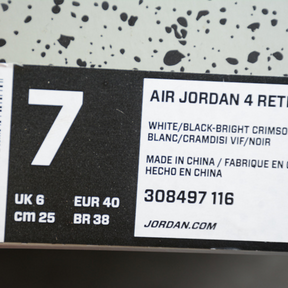 7
UK 6 EUR 40
cm 25 BR 38
AIR JORDAN 4 RET
WHITE/BLACK-BRIGHT CRIMSO
BLANC/CRAMDISI VIF/NOIR
MADE IN CHINA / FABRIQUE EN
HECHO EN CHINA
308497 116
JORDAN.COM